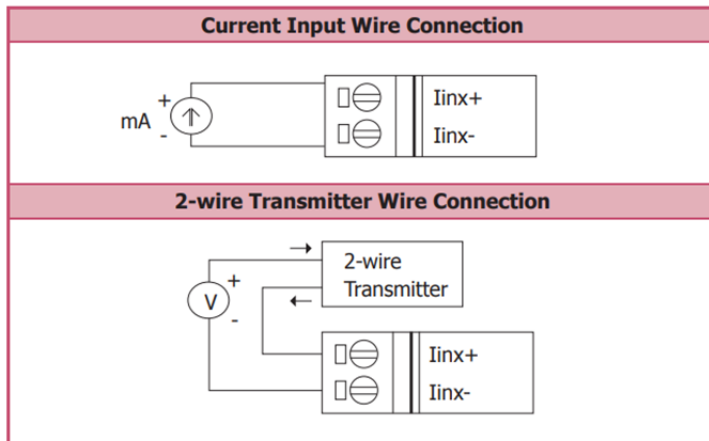 Current Input Wire Connection
+
mA
-
Iinx+
Iinx-
2-wire Transmitter Wire Connection
2-wire
Transmitter
+
V
-
Iinx+
Iinx-